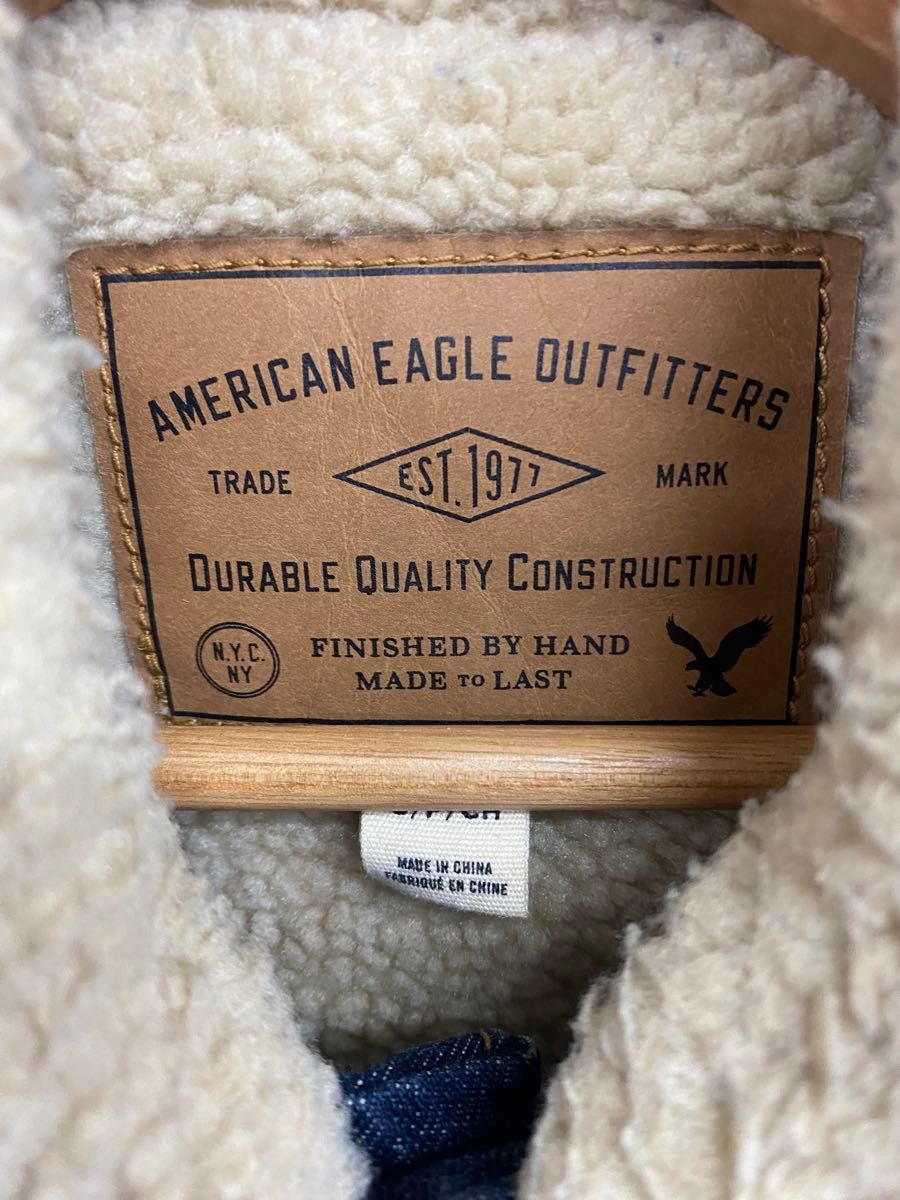 AMERICAN EAGLE OUTFITTERS
TRADE EST. 1977 MARK
DURABLE QUALITY CONSTRUCTION
N.Y.C.
NY
FINISHED BY HAND
MADE TO LAST
MADE IN CHINA
FABRIQUÉ EN CHINE